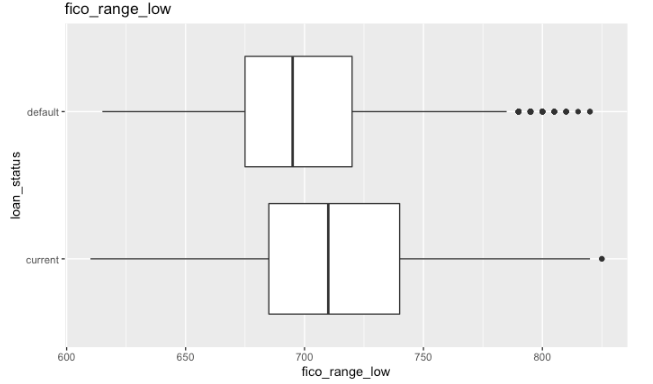 fico_range_low
default
loan_status
current
600 650 700 750 800
fico_range_low